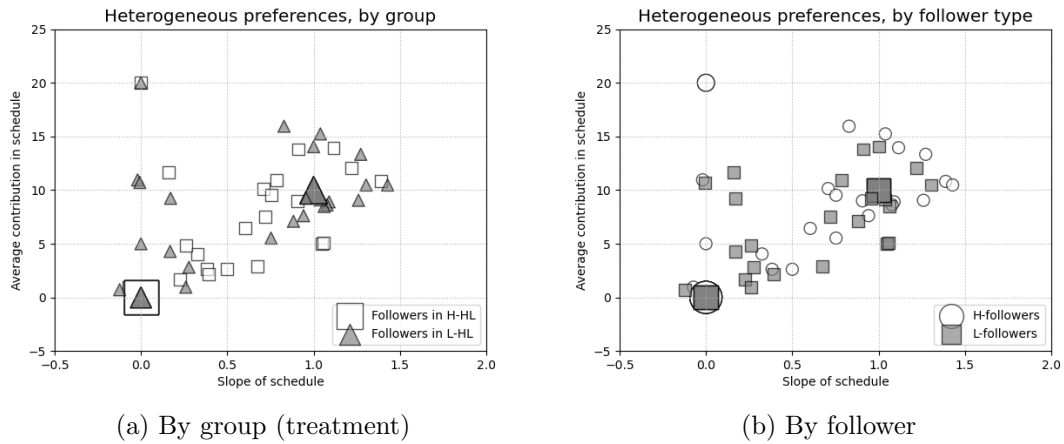 Heterogeneous preferences, by group
25
20
15
10
5
0
−5
−0.5
0.0
0.5
1.0
1.5
2.0
Average contribution in schedule
Slope of schedule
Followers in H-HL
Followers in L-HL
(a) By group (treatment)
Heterogeneous preferences, by follower type
25
20
15
10
5
0
−5
−0.5
0.0
0.5
1.0
1.5
2.0
Average contribution in schedule
Slope of schedule
H-followers
L-followers
(b) By follower